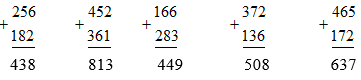 256 452 166 372 465
+ + + + +
182 361 283 136 172
438 813 449 508 637